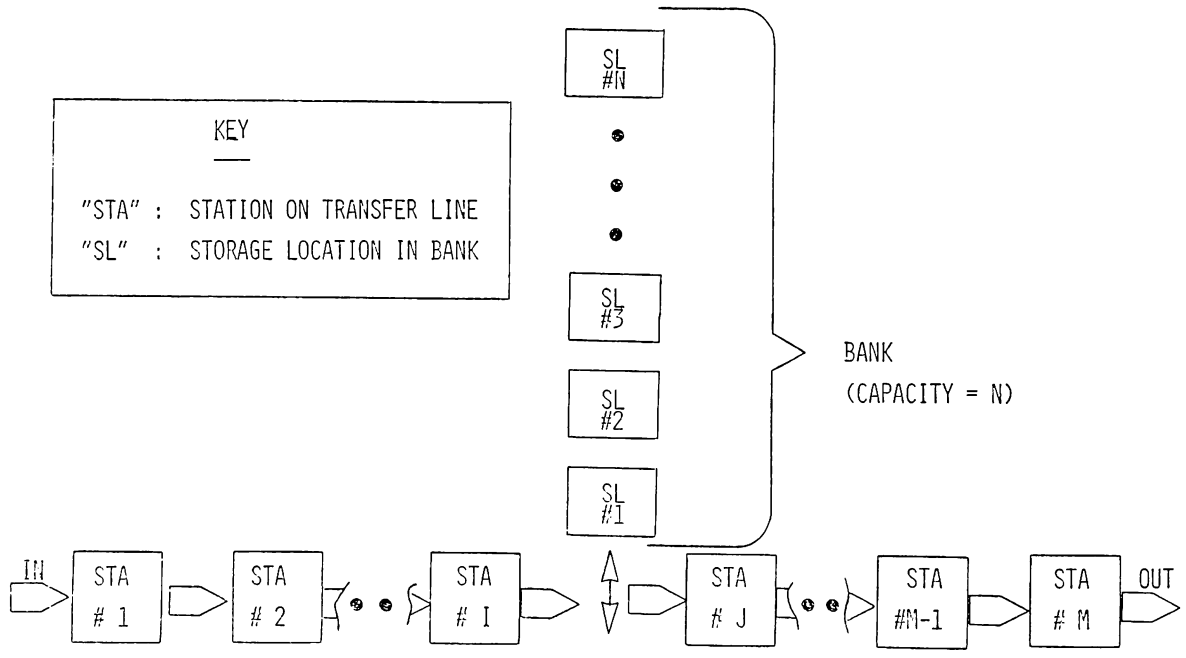 SL
#N
KEY
"STA" : STATION ON TRANSFER LINE
"SL" : STORAGE LOCATION IN BANK
SL
#3
BANK
(CAPACITY = N)
SL
#2
SL
#1
IN
STA
# 1
STA
# 2
STA
# I
STA
# J
STA
#M-1
STA
# M
OUT